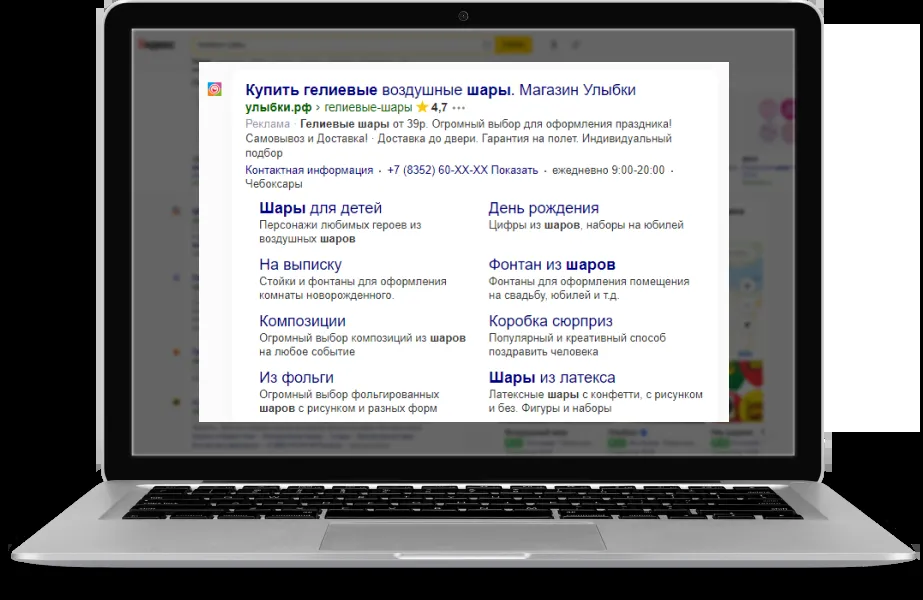 Купить гелиевые воздушные шары. Магазин Улыбки
улыбки.рф › гелиевые-шары 4,7
Реклама · Гелиевые шары от 39р. Огромный выбор для оформления праздника!
Самовывоз и Доставка! · Доставка до двери. Гарантия на полет. Индивидуальный
подбор
Контактная информация · +7 (8352) 60-XX-XX Показать · ежедневно 9:00-20:00 ·
Чебоксары
Шары для детей
Персонажи любимых героев из
воздушных шаров
День рождения
Цифры из шаров, наборы на юбилей
На выписку
Стойки и фонтаны для оформления
комнаты новорожденного.
Фонтан из шаров
Фонтаны для оформления помещения
на свадьбу, юбилей и т.д.
Композиции
Огромный выбор композиций из шаров
на любое событие
Коробка сюрприз
Популярный и креативный способ
поздравить человека
Из фольги
Огромный выбор фольгированных
шаров с рисунком и разных форм
Шары из латекса
Латексные шары с конфетти, с рисунком
и без. Фигуры и наборы